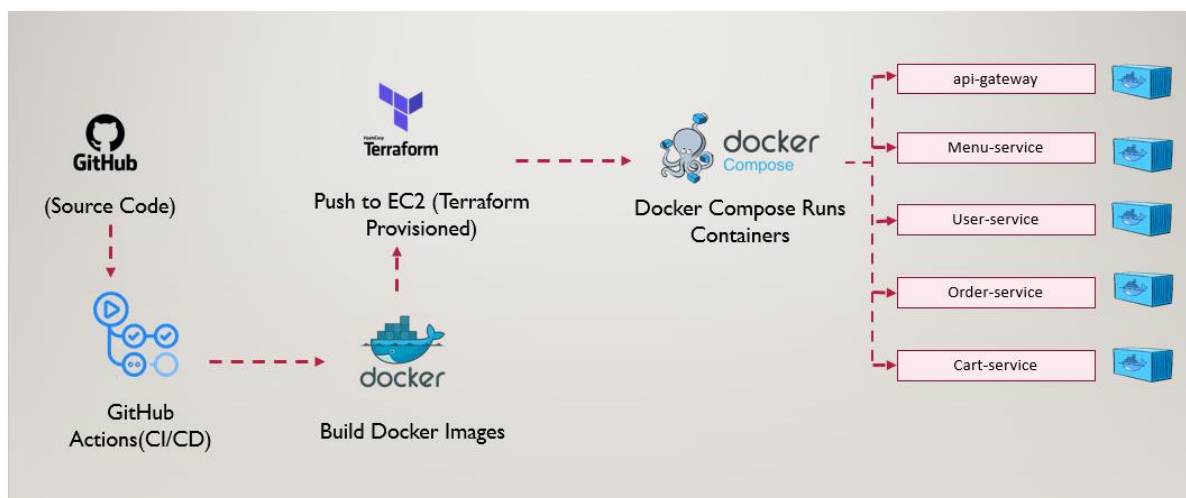 GitHub
(Source Code)
GitHub
Actions(CI/CD)
HashiCorp
Terraform
Push to EC2 (Terraform
Provisioned)
docker
Build Docker Images
docker
Compose
Docker Compose Runs
Containers
api-gateway
Menu-service
User-service
Order-service
Cart-service